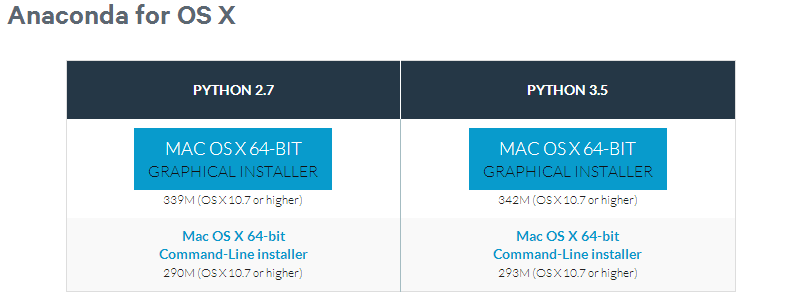 Anaconda for OS X
PYTHON 2.7
PYTHON 3.5
MAC OS X 64-BIT
GRAPHICAL INSTALLER
339M (OS X 10.7 or higher)
MAC OS X 64-BIT
GRAPHICAL INSTALLER
342M (OS X 10.7 or higher)
Mac OS X 64-bit
Command-Line installer
290M (OS X 10.7 or higher)
Mac OS X 64-bit
Command-Line installer
293M (OS X 10.7 or higher)